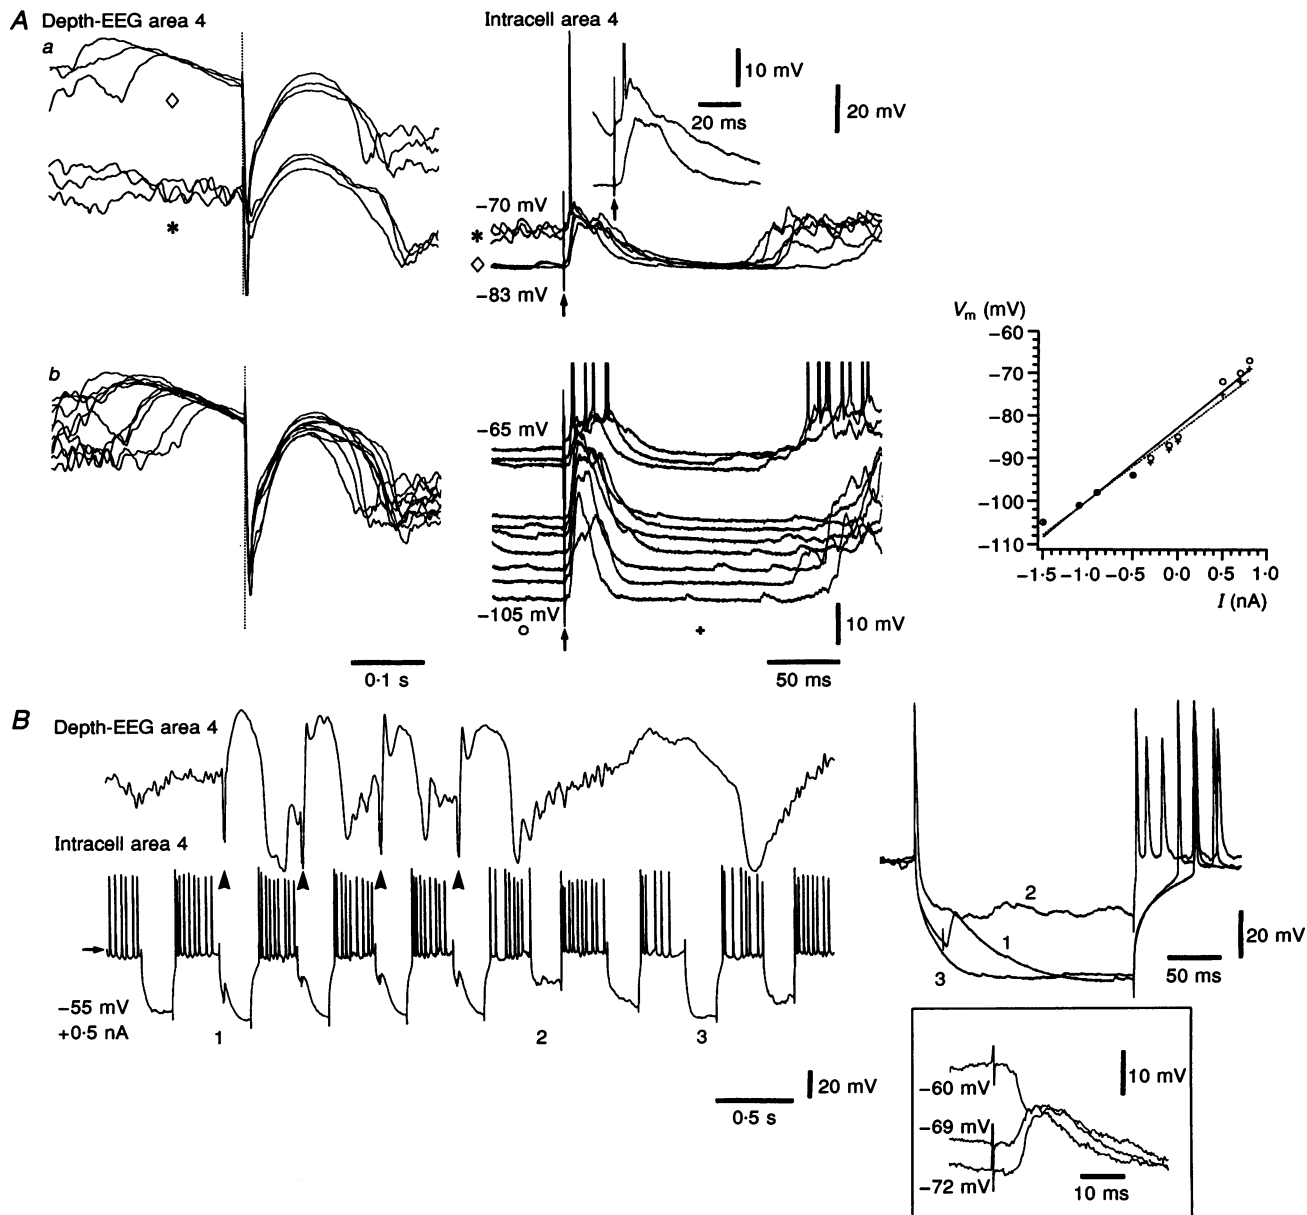 A
Depth-EEG area 4
Intracell area 4
a
◇
*
10 mV
20 ms
20 mV
−70 mV
*
◇
−83 mV
b
−65 mV
−105 mV
○
+
10 mV
0·1 s
50 ms
Vm (mV)
−60
−70
−80
−90
−100
−110
−1·5 −1·0 −0·5 0·0 0·5 1·0
I (nA)
B
Depth-EEG area 4
Intracell area 4
−55 mV
+0·5 nA
1
2
3
20 mV
0·5 s
2
1
3
20 mV
50 ms
−60 mV
−69 mV
−72 mV
10 mV
10 ms